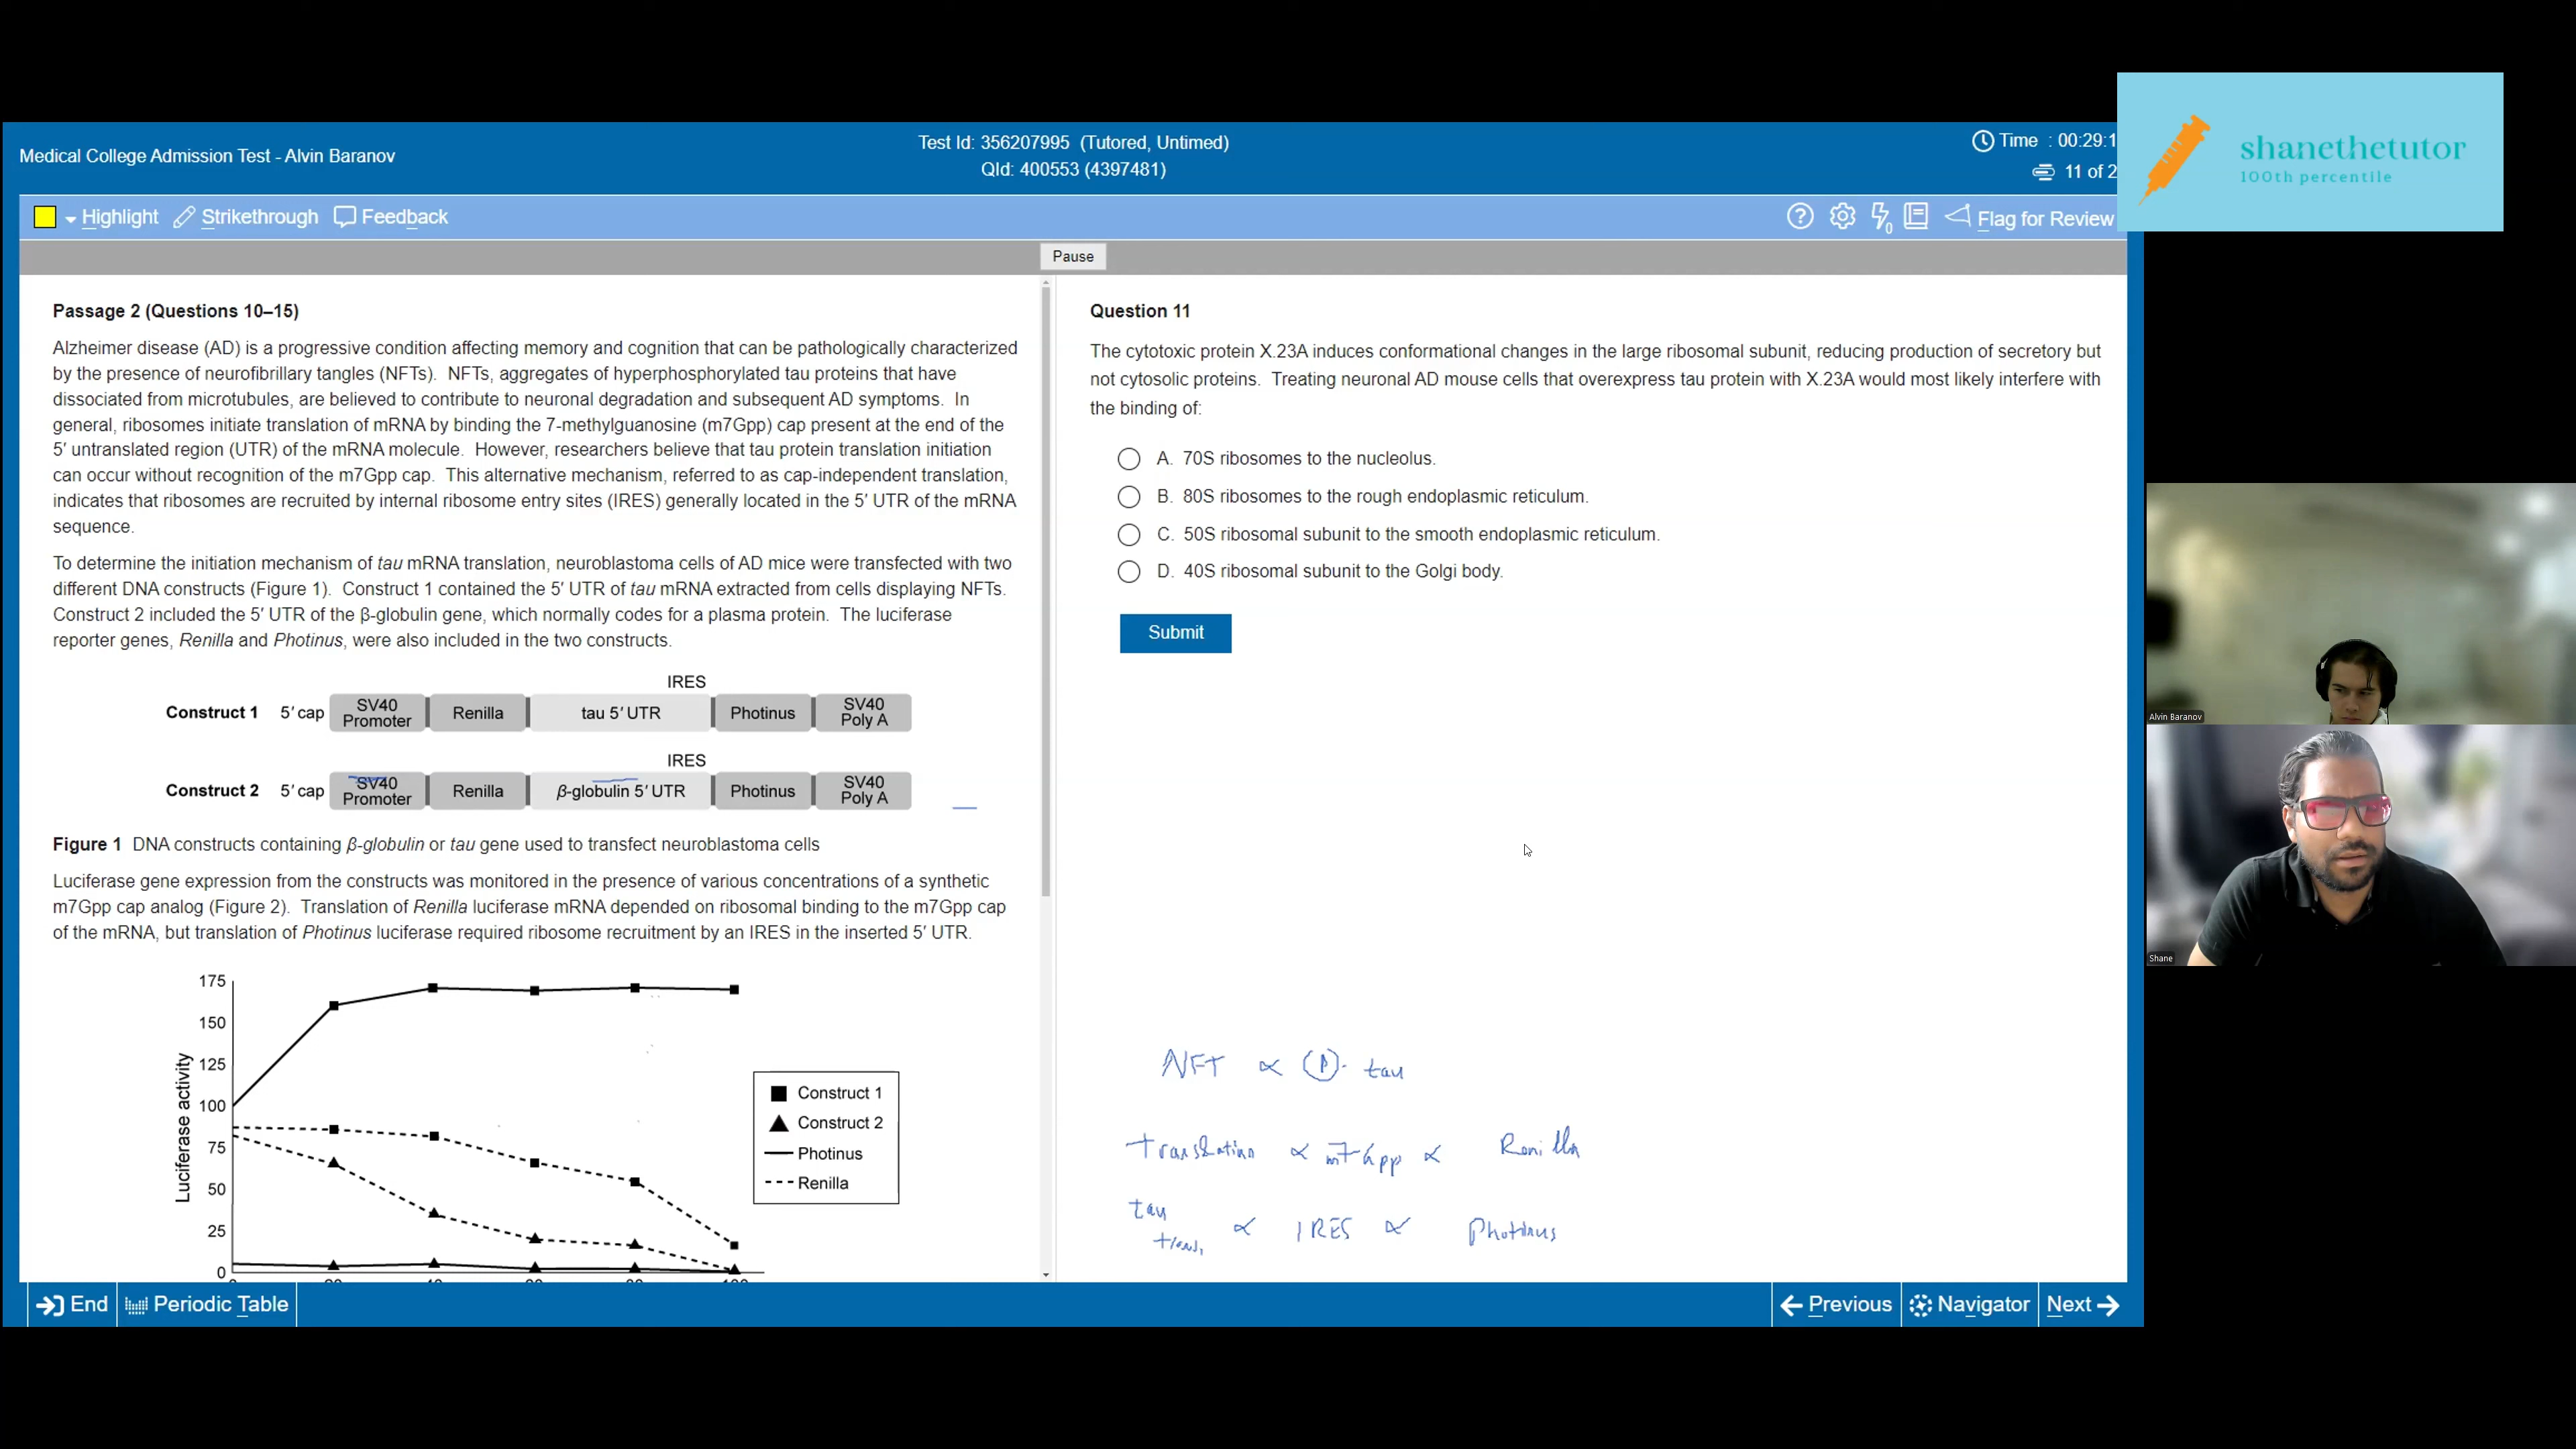 shanethetutor
100th percentile
Medical College Admission Test - Alvin Baranov
Test Id: 356207995 (Tutored, Untimed)
QId: 400553 (4397481)
Time : 00:29:1
11 of 2
Highlight Strikethrough Feedback
0
Flag for Review
Pause
Passage 2 (Questions 10–15)
Alzheimer disease (AD) is a progressive condition affecting memory and cognition that can be pathologically characterized
by the presence of neurofibrillary tangles (NFTs). NFTs, aggregates of hyperphosphorylated tau proteins that have
dissociated from microtubules, are believed to contribute to neuronal degradation and subsequent AD symptoms. In
general, ribosomes initiate translation of mRNA by binding the 7-methylguanosine (m7Gpp) cap present at the end of the
5′ untranslated region (UTR) of the mRNA molecule. However, researchers believe that tau protein translation initiation
can occur without recognition of the m7Gpp cap. This alternative mechanism, referred to as cap-independent translation,
indicates that ribosomes are recruited by internal ribosome entry sites (IRES) generally located in the 5′ UTR of the mRNA
sequence.
To determine the initiation mechanism of tau mRNA translation, neuroblastoma cells of AD mice were transfected with two
different DNA constructs (Figure 1). Construct 1 contained the 5′ UTR of tau mRNA extracted from cells displaying NFTs.
Construct 2 included the 5′ UTR of the β-globulin gene, which normally codes for a plasma protein. The luciferase
reporter genes, Renilla and Photinus, were also included in the two constructs.
IRES
Construct 1 5′ cap SV40 Promoter Renilla tau 5′ UTR Photinus SV40 Poly A
IRES
Construct 2 5′ cap SV40 Promoter Renilla β-globulin 5′ UTR Photinus SV40 Poly A
Figure 1 DNA constructs containing β-globulin or tau gene used to transfect neuroblastoma cells
Luciferase gene expression from the constructs was monitored in the presence of various concentrations of a synthetic
m7Gpp cap analog (Figure 2). Translation of Renilla luciferase mRNA depended on ribosomal binding to the m7Gpp cap
of the mRNA, but translation of Photinus luciferase required ribosome recruitment by an IRES in the inserted 5′ UTR.
Luciferase activity
175
150
125
100
75
50
25
0
Construct 1
Construct 2
Photinus
Renilla
Question 11
The cytotoxic protein X.23A induces conformational changes in the large ribosomal subunit, reducing production of secretory but
not cytosolic proteins. Treating neuronal AD mouse cells that overexpress tau protein with X.23A would most likely interfere with
the binding of:
A. 70S ribosomes to the nucleolus.
B. 80S ribosomes to the rough endoplasmic reticulum.
C. 50S ribosomal subunit to the smooth endoplasmic reticulum.
D. 40S ribosomal subunit to the Golgi body.
Submit
NFT ∝ P · tau
Translation ∝ m7Gpp ∝ Renilla
tau
trans, ∝ IRES ∝ Photinus
Alvin Baranov
Shane
End Periodic Table
Previous Navigator Next